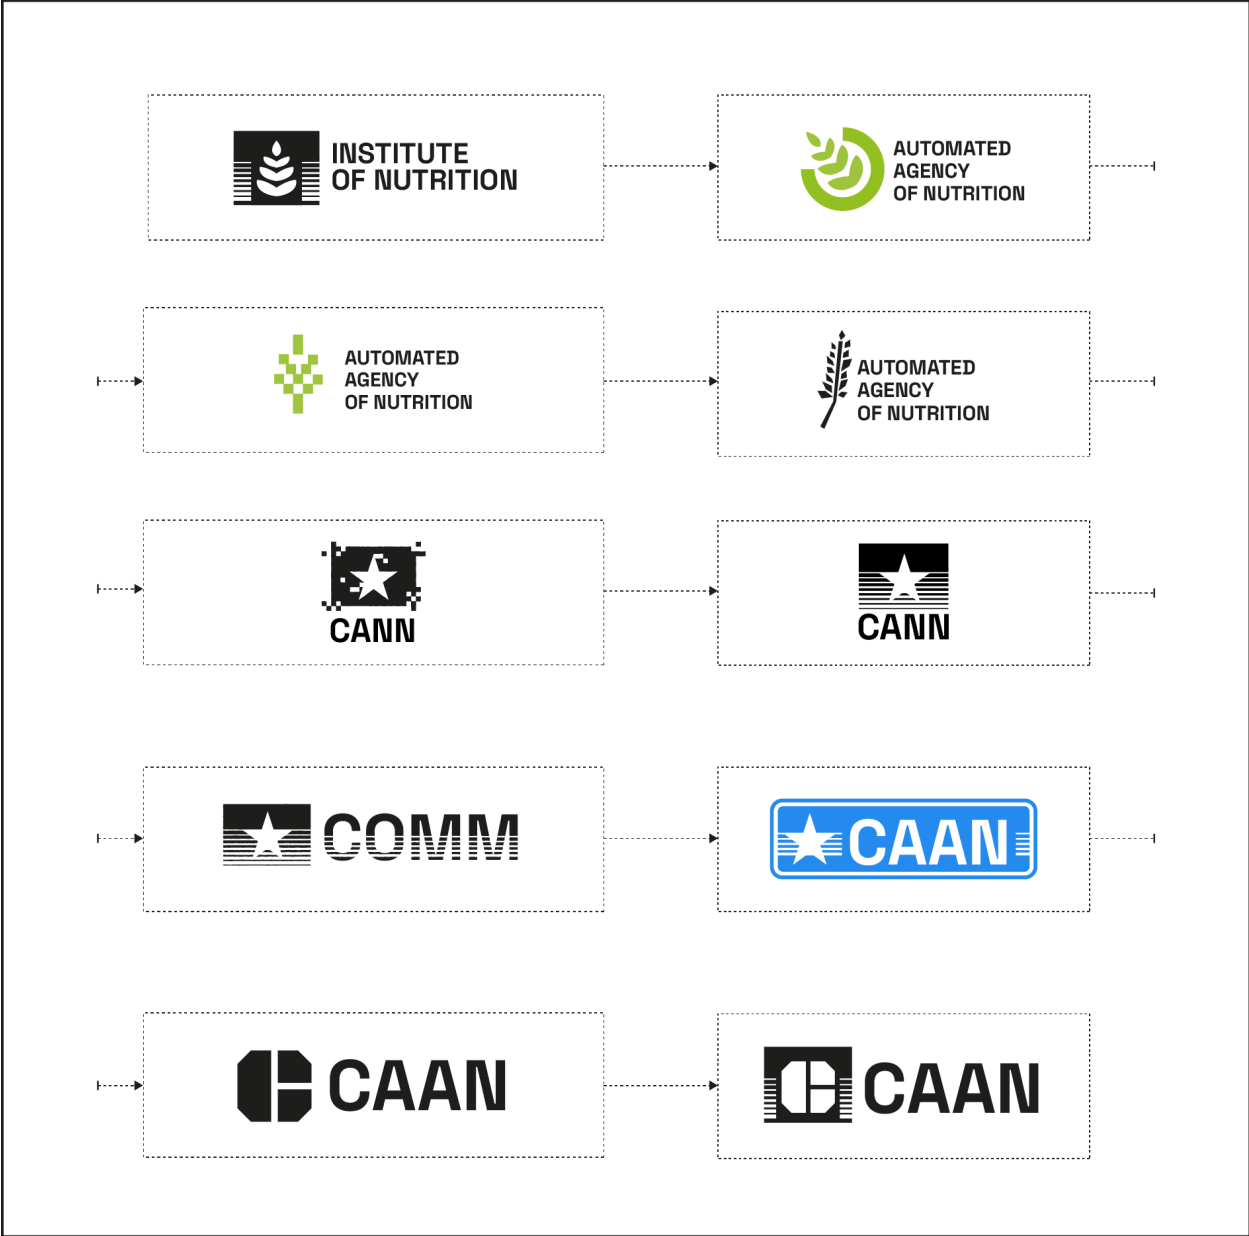 INSTITUTE
OF NUTRITION
AUTOMATED
AGENCY
OF NUTRITION
AUTOMATED
AGENCY
OF NUTRITION
AUTOMATED
AGENCY
OF NUTRITION
CANN
CANN
COMM
CAAN
CAAN
CAAN